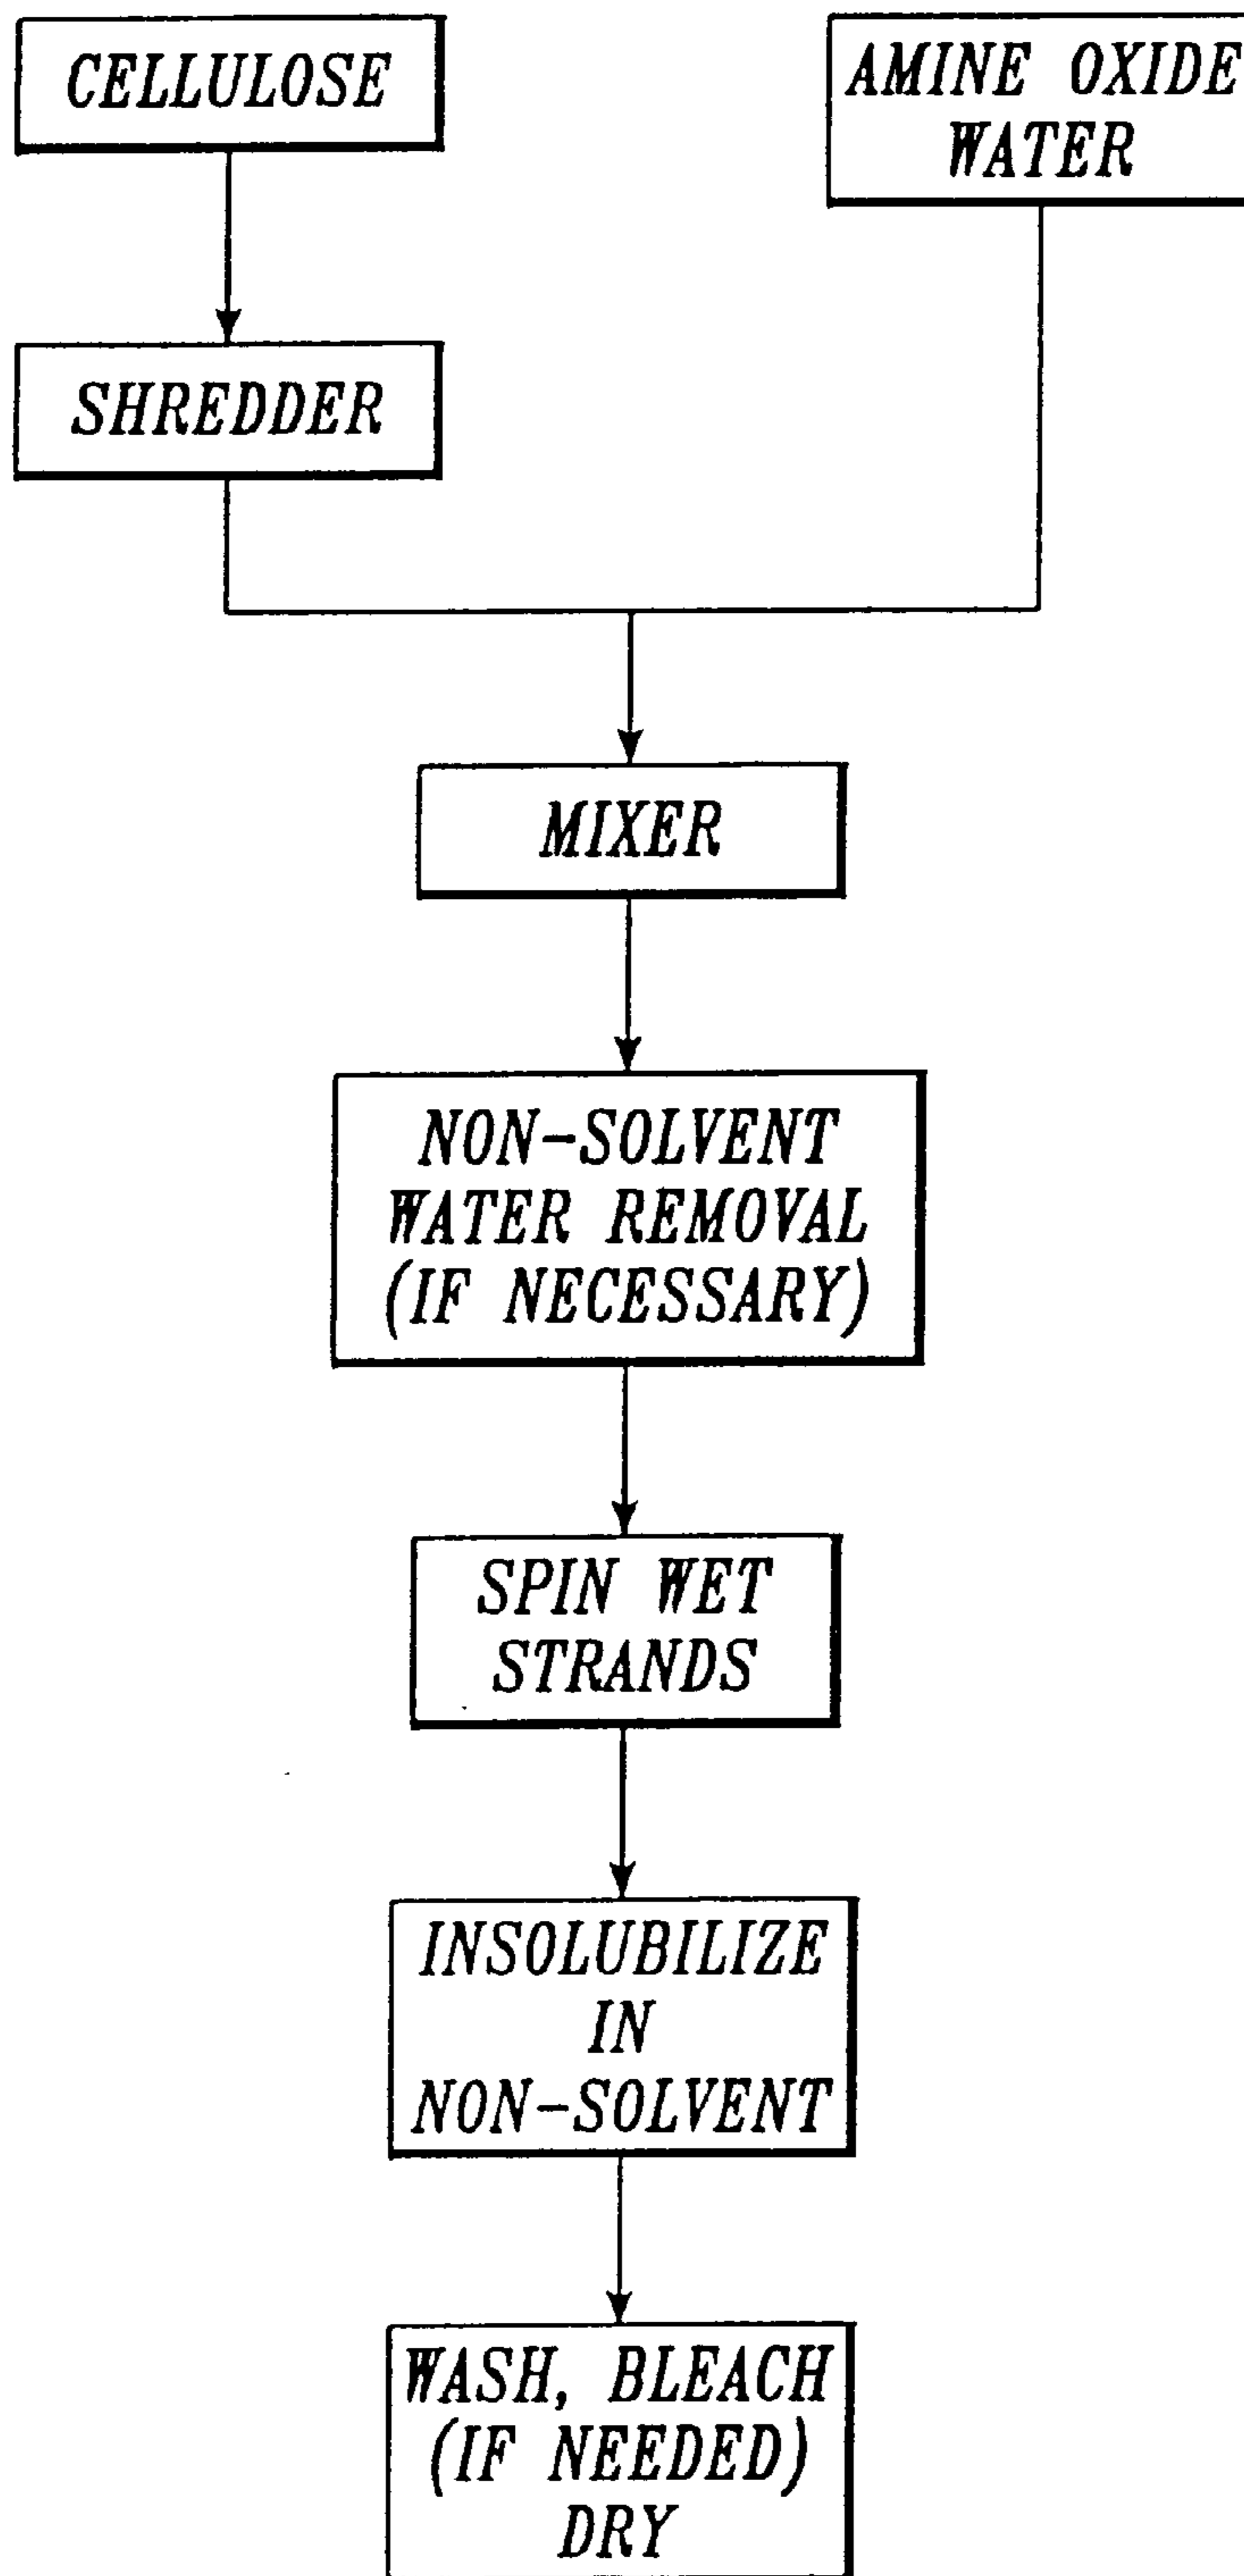 CELLULOSE
AMINE OXIDE
WATER
SHREDDER
MIXER
NON-SOLVENT
WATER REMOVAL
(IF NECESSARY)
SPIN WET
STRANDS
INSOLUBILIZE
IN
NON-SOLVENT
WASH, BLEACH
(IF NEEDED)
DRY